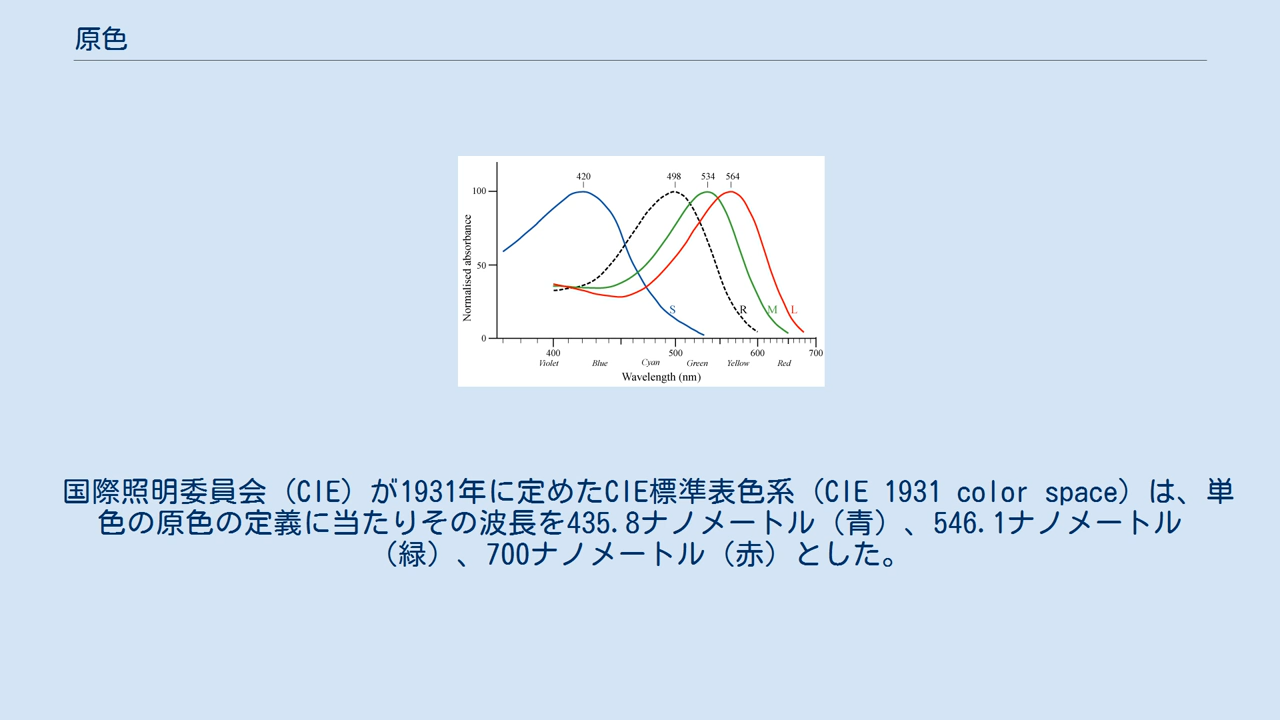 原色
420 498 534 564
100
50
0
Normalised absorbance
S R M L
400 500 600 700
Violet Blue Cyan Green Yellow Red
Wavelength (nm)
国際照明委員会（CIE）が1931年に定めたCIE標準表色系（CIE 1931 color space）は、単
色の原色の定義に当たりその波長を435.8ナノメートル（青）、546.1ナノメートル
（緑）、700ナノメートル（赤）とした。